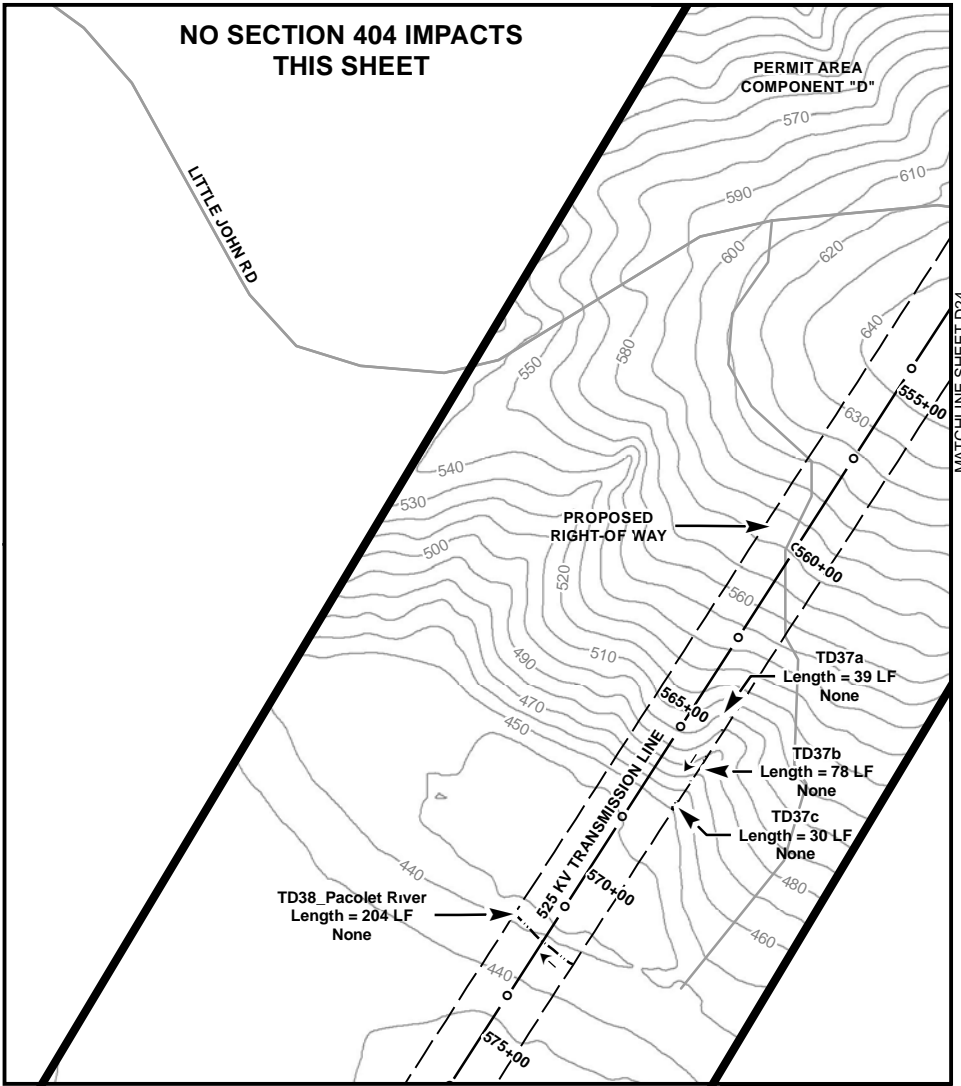 NO SECTION 404 IMPACTS
THIS SHEET
PERMIT AREA
COMPONENT "D"
570
610
590
LITTLE JOHN RD
600
620
640
580
550
MATCHLINE SHEET D24
555+00
630
540
530
PROPOSED
RIGHT-OF WAY
500
560+00
520
560
TD37a
Length = 39 LF
None
510
490
565+00
470
450
525 KV TRANSMISSION LINE
TD37b
Length = 78 LF
None
TD37c
Length = 30 LF
None
440
570+00
480
TD38_Pacolet River
Length = 204 LF
None
460
440
575+00